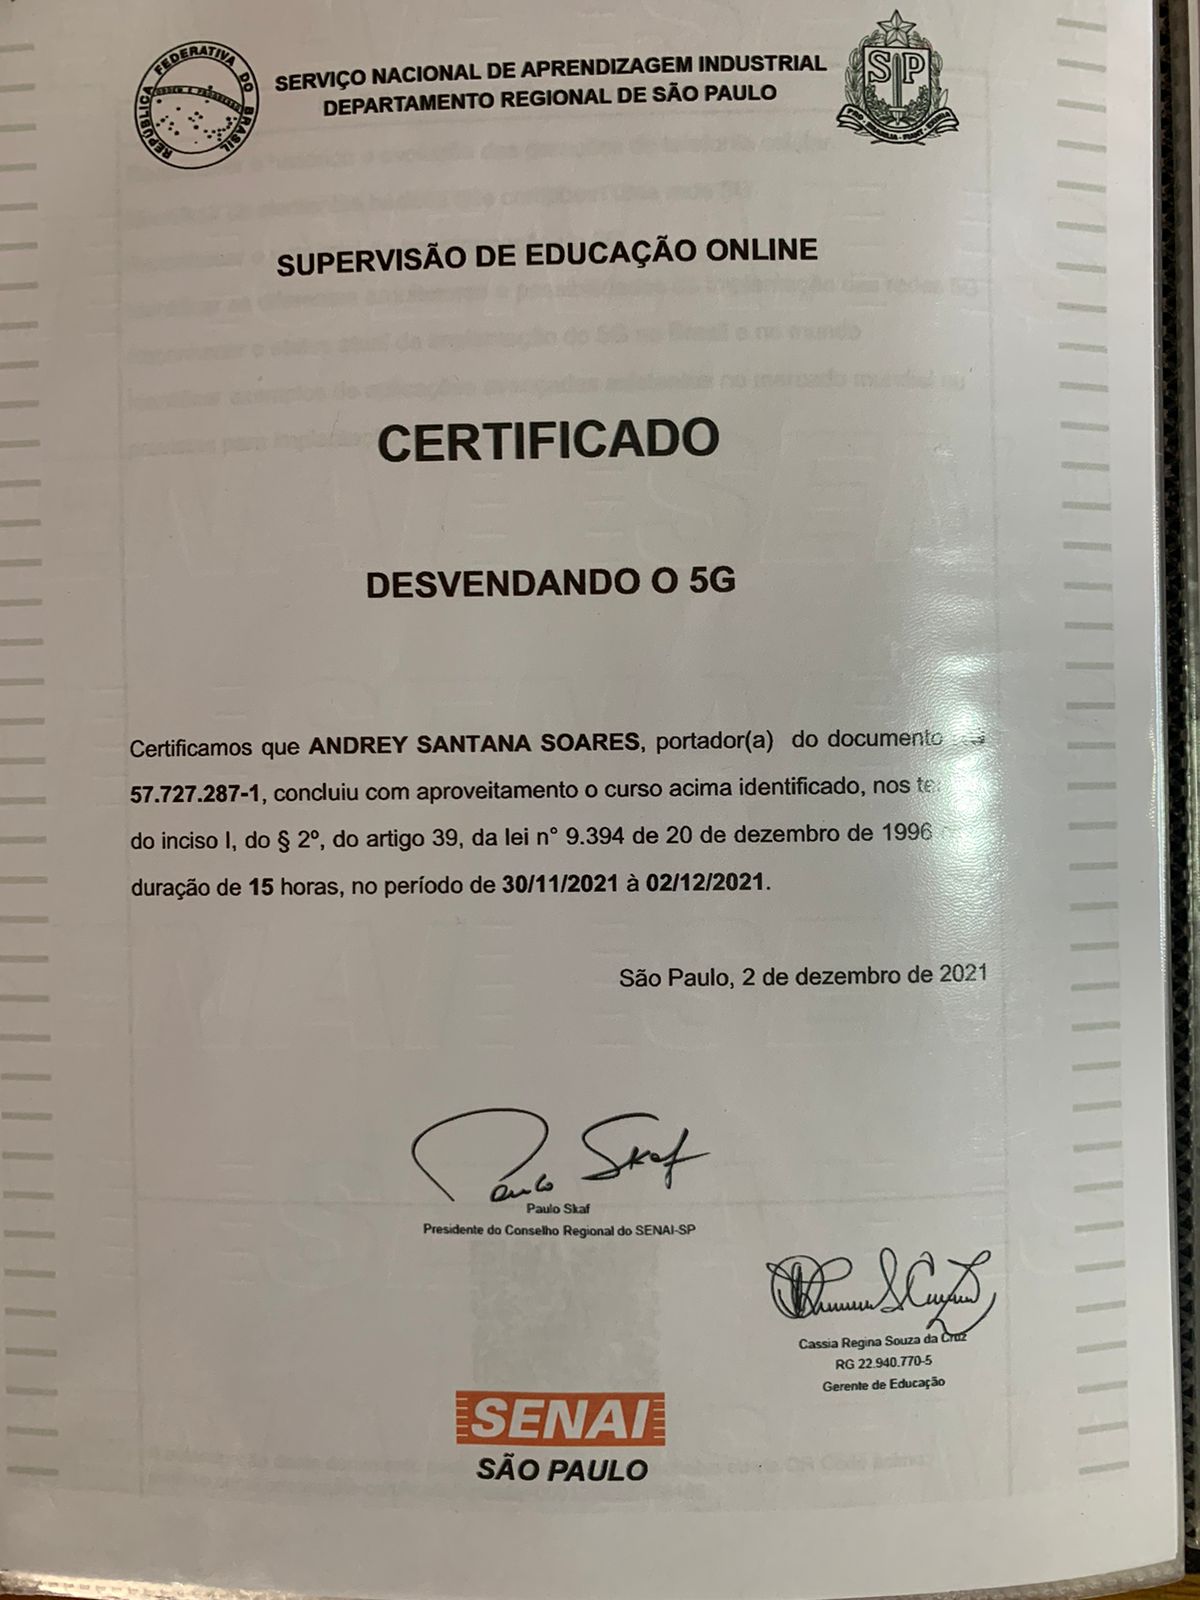 REPÚBLICA FEDERATIVA DO BRASIL
SERVIÇO NACIONAL DE APRENDIZAGEM INDUSTRIAL
DEPARTAMENTO REGIONAL DE SÃO PAULO
SP
SUPERVISÃO DE EDUCAÇÃO ONLINE
CERTIFICADO
DESVENDANDO O 5G
Certificamos que ANDREY SANTANA SOARES, portador(a) do documento
57.727.287-1, concluiu com aproveitamento o curso acima identificado, nos
do inciso I, do § 2º, do artigo 39, da lei n° 9.394 de 20 de dezembro de 1996
duração de 15 horas, no período de 30/11/2021 à 02/12/2021.
São Paulo, 2 de dezembro de 2021
Paulo Skaf
Paulo Skaf
Presidente do Conselho Regional do SENAI-SP
Cassia Regina Souza da Cruz
RG 22.940.770-5
Gerente de Educação
SENAI
SÃO PAULO